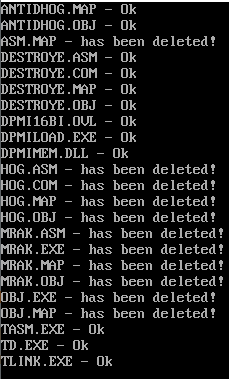 ANTIDHOG.MAP - Ok
ANTIDHOG.OBJ - Ok
ASM.MAP - has been deleted!
DESTROYE.ASM - Ok
DESTROYE.COM - Ok
DESTROYE.MAP - Ok
DESTROYE.OBJ - Ok
DPMI16BI.OVL - Ok
DPMILOAD.EXE - Ok
DPMIMEM.DLL - Ok
HOG.ASM - has been deleted!
HOG.COM - has been deleted!
HOG.MAP - has been deleted!
HOG.OBJ - has been deleted!
MRAK.ASM - has been deleted!
MRAK.EXE - has been deleted!
MRAK.MAP - has been deleted!
MRAK.OBJ - has been deleted!
OBJ.EXE - has been deleted!
OBJ.MAP - has been deleted!
TASM.EXE - Ok
TD.EXE - Ok
TLINK.EXE - Ok